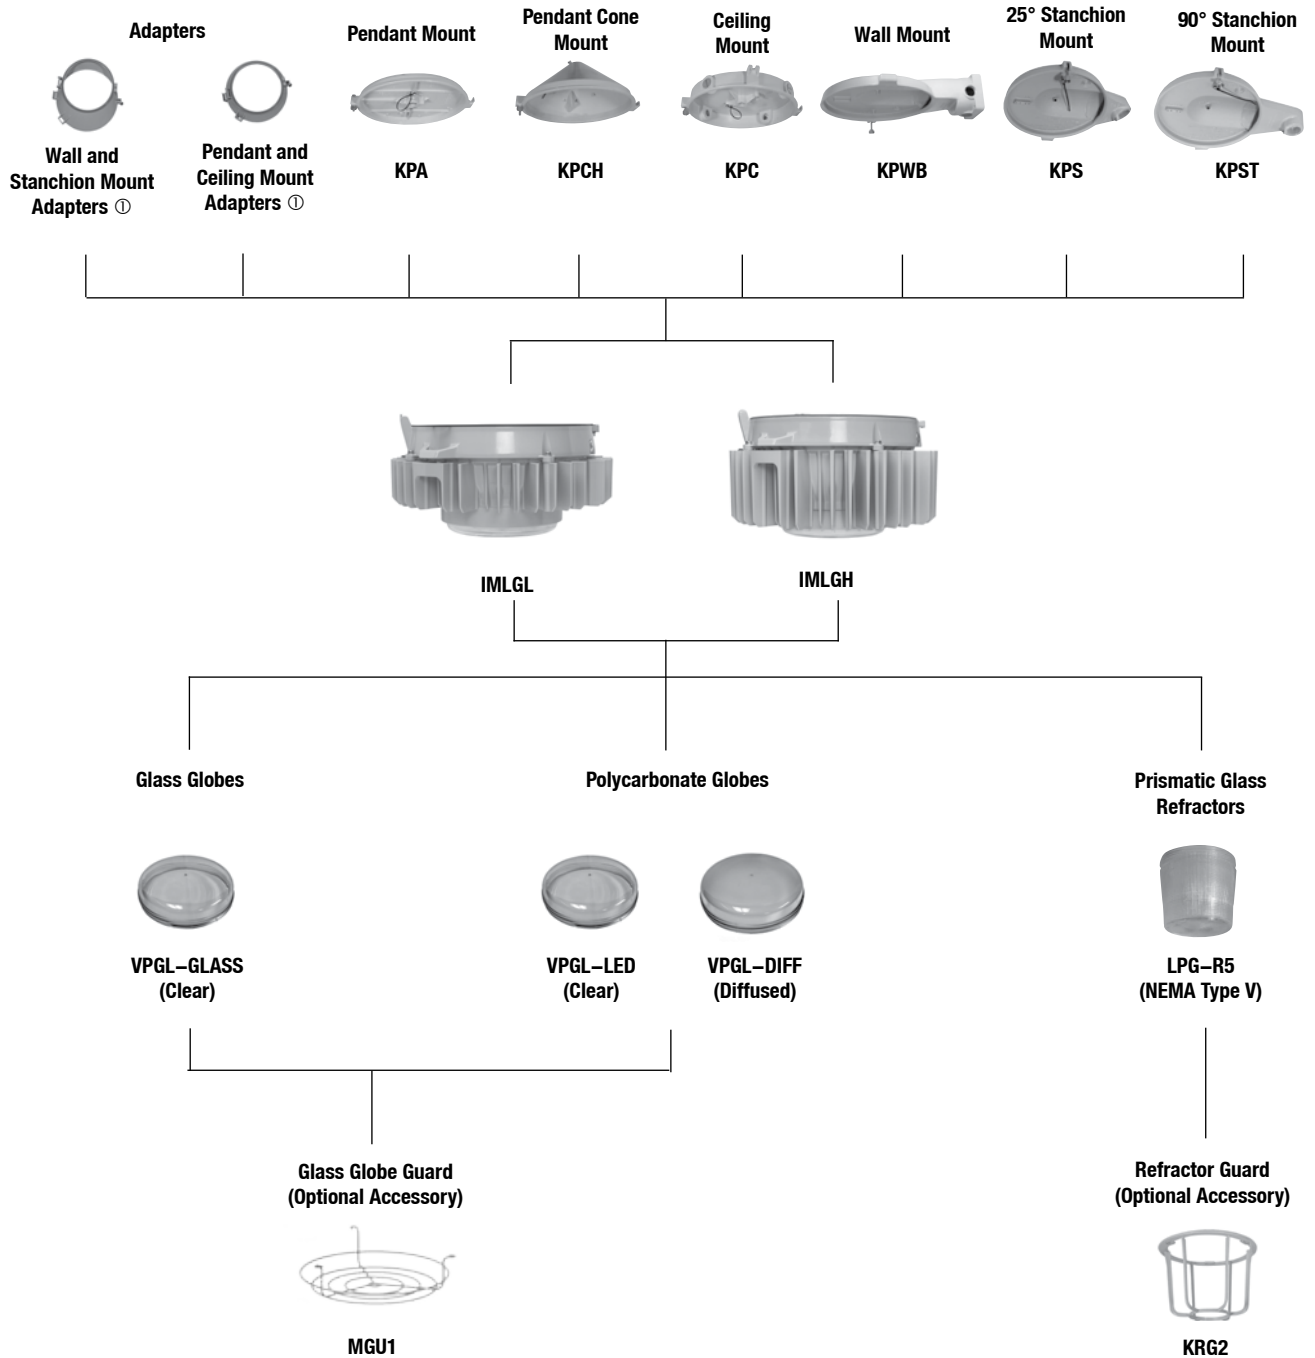 Adapters
Wall and
Stanchion Mount
Adapters ①
Pendant and
Ceiling Mount
Adapters ①
Pendant Mount
KPA
Pendant Cone
Mount
KPCH
Ceiling
Mount
KPC
Wall Mount
KPWB
25° Stanchion
Mount
KPS
90° Stanchion
Mount
KPST
IMLGL
IMLGH
Glass Globes
VPGL–GLASS
(Clear)
Polycarbonate Globes
VPGL–LED
(Clear)
VPGL–DIFF
(Diffused)
Prismatic Glass
Refractors
LPG–R5
(NEMA Type V)
Glass Globe Guard
(Optional Accessory)
MGU1
Refractor Guard
(Optional Accessory)
KRG2